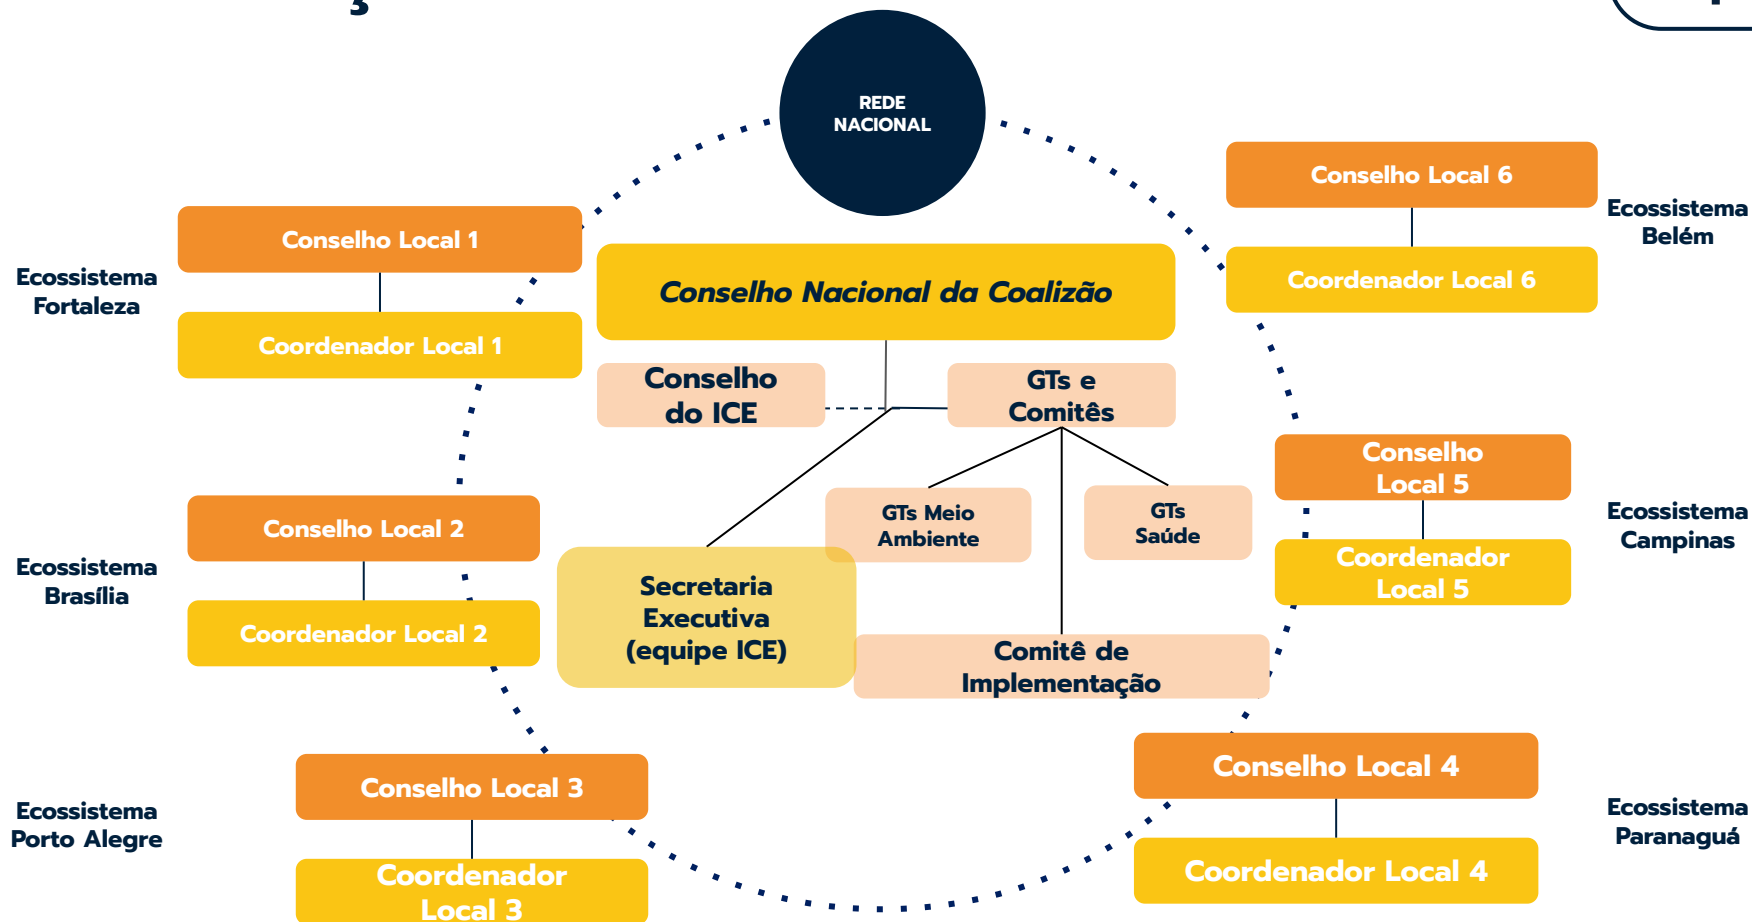 REDE
NACIONAL
Conselho Local 1
Ecossistema
Fortaleza
Coordenador Local 1
Conselho Local 6
Ecossistema
Belém
Coordenador Local 6
Conselho Nacional da Coalizão
Conselho
do ICE
GTs e
Comitês
GTs Meio
Ambiente
GTs
Saúde
Conselho
Local 5
Ecossistema
Campinas
Coordenador
Local 5
Conselho Local 2
Ecossistema
Brasília
Coordenador Local 2
Secretaria
Executiva
(equipe ICE)
Comitê de
Implementação
Conselho Local 3
Ecossistema
Porto Alegre
Coordenador
Local 3
Conselho Local 4
Ecossistema
Paranaguá
Coordenador Local 4